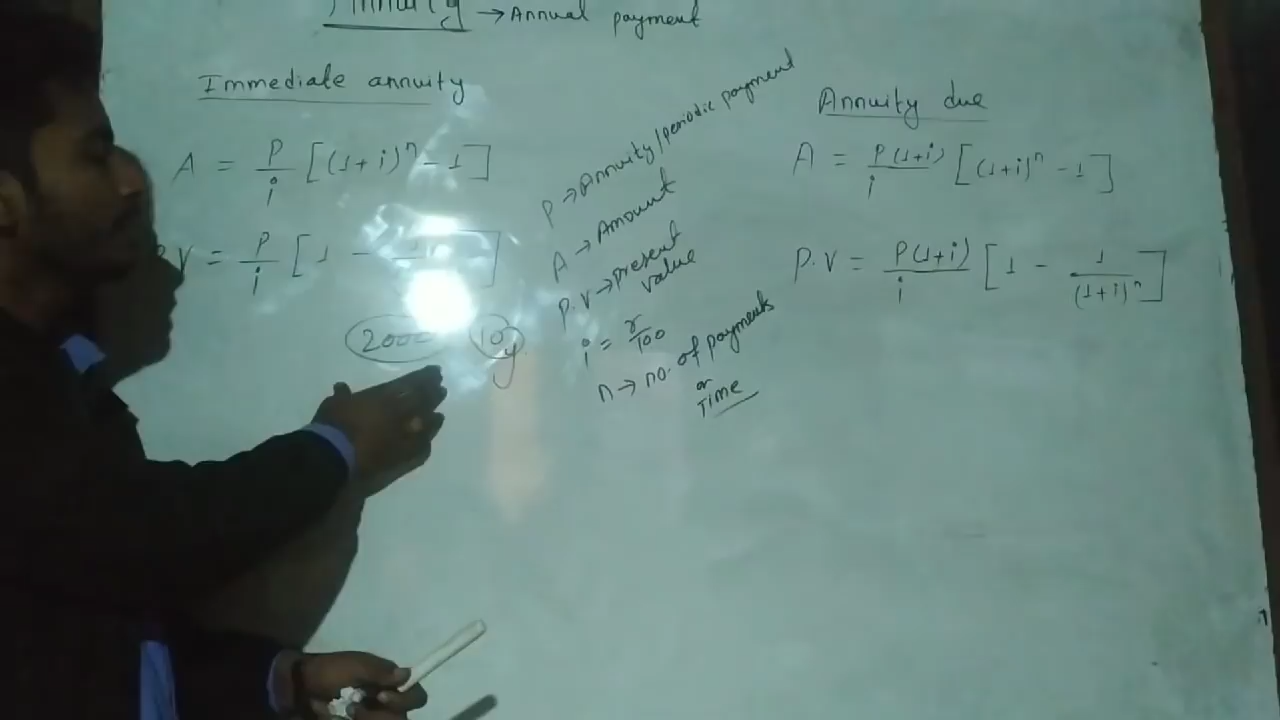 → Annual payment
Immediate annuity
A = P/i [(1+i)^n - 1]
P.V = P/i [1 -
2000 10y
P → Annuity/periodic payment
A → Amount
P.V → present value
i = r/100
n → no. of payments
or
Time
Annuity due
A = P(1+i)/i [(1+i)^n - 1]
P.V = P(1+i)/i [1 - 1/(1+i)^n]